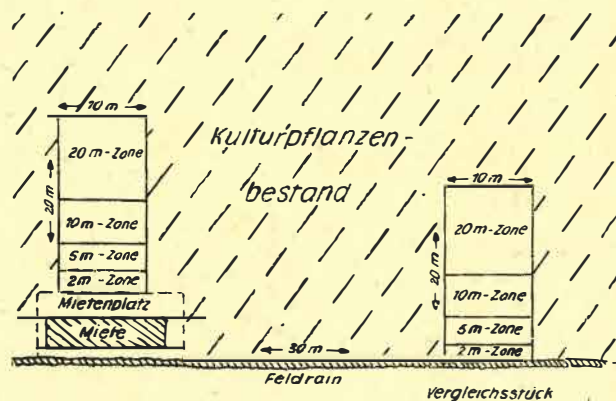 10 m
Kulturpflanzen-
bestand
20 m-Zone
20 m
10 m-Zone
5 m-Zone
2 m-Zone
Mietenplatz
Miete
10 m
20 m-Zone
20 m
10 m-Zone
5 m-Zone
2 m-Zone
30 m
Feldrain
Vergleichsstück